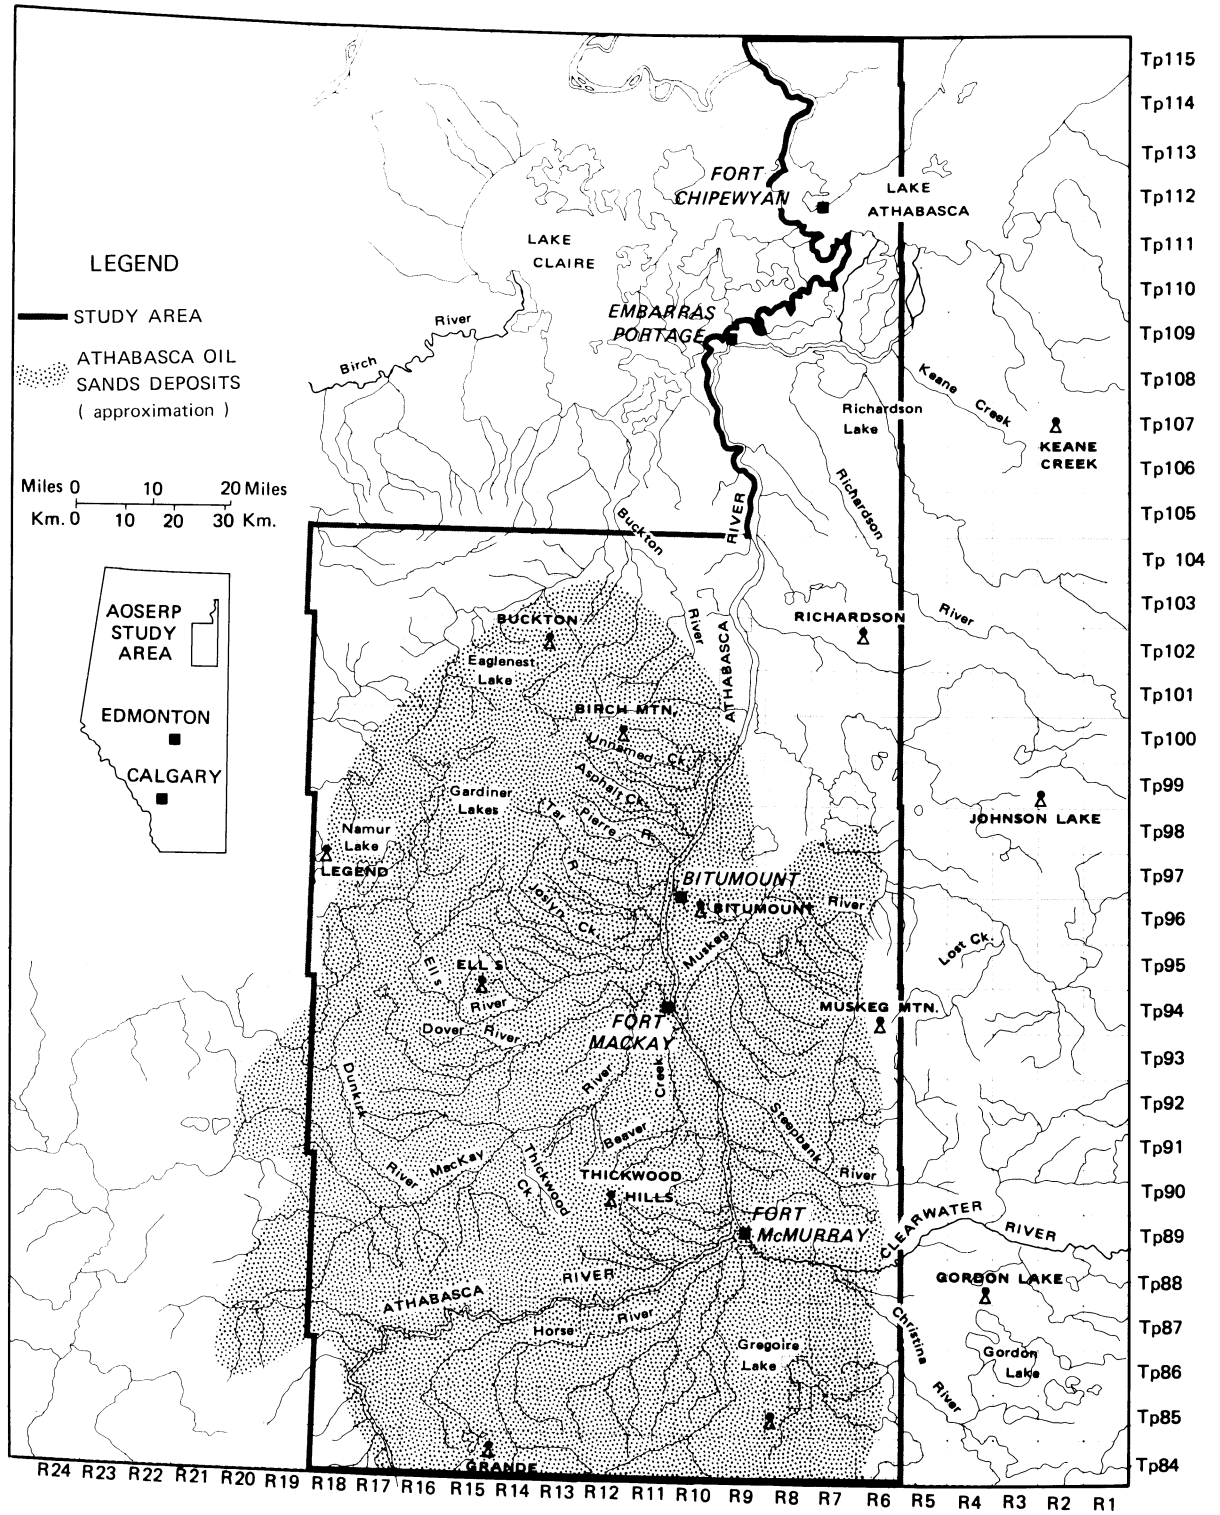 Tp115
Tp114
Tp113
FORT
CHIPEWYAN
LAKE
ATHABASCA
Tp112
LAKE
CLAIRE
Tp111
LEGEND
Tp110
STUDY AREA
EMBARRAS
PORTAGE
River
Birch
Tp109
ATHABASCA OIL
SANDS DEPOSITS
( approximation )
Keane
Creek
Tp108
Richardson
Lake
Tp107
KEANE
CREEK
Tp106
Miles 0 10 20 Miles
Km. 0 10 20 30 Km.
Richardson
RIVER
Buckton
Tp105
Tp 104
AOSERP
STUDY
AREA
BUCKTON
River
RICHARDSON
River
Tp103
Eaglenest
Lake
ATHABASCA
Tp102
EDMONTON
BIRCH MTN.
Tp101
Unnamed Ck.
Tp100
CALGARY
Asphalt Ck.
Gardiner
Lakes
Tp99
Tar
R.
Pierre R.
JOHNSON LAKE
Namur
Lake
LEGEND
Tp98
BITUMOUNT
Tp97
Joslyn Ck.
BITUMOUNT
River
Muskeg
Tp96
Lost Ck.
Ells
ELLS
River
Tp95
MUSKEG MTN.
Dover River
FORT
MACKAY
Tp94
Creek
River
Tp93
Dunkirk
Steepbank
Tp92
Beaver
Tp91
River MacKay
Thickwood
Ck
THICKWOOD
HILLS
River
Tp90
FORT
McMURRAY
CLEARWATER
RIVER
Tp89
RIVER
ATHABASCA
GORDON LAKE
Tp88
Horse River
Christina
River
Tp87
Gregoire
Lake
Gordon
Lake
Tp86
Tp85
GRANDE
Tp84
R24 R23 R22 R21 R20 R19 R18 R17 R16 R15 R14 R13 R12 R11 R10 R9 R8 R7 R6 R5 R4 R3 R2 R1